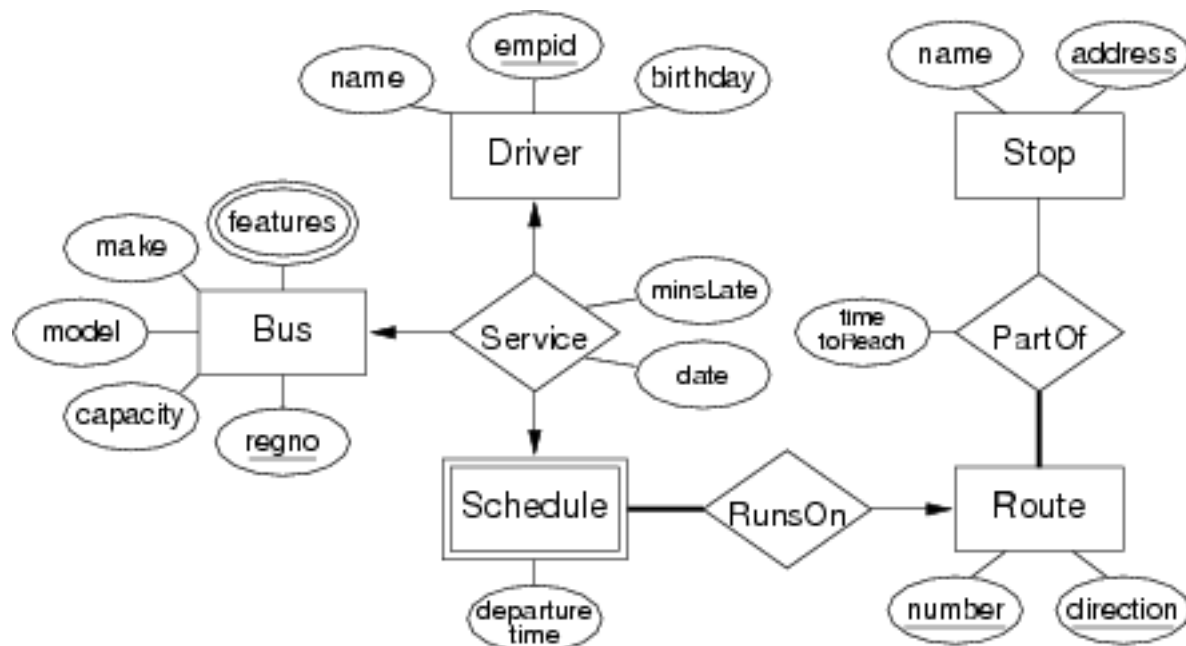 empid
name
birthday
Driver
name
address
Stop
features
make
model
Bus
capacity
regno
Service
minsLate
date
time
toReach
PartOf
Schedule
RunsOn
Route
departure
time
number
direction